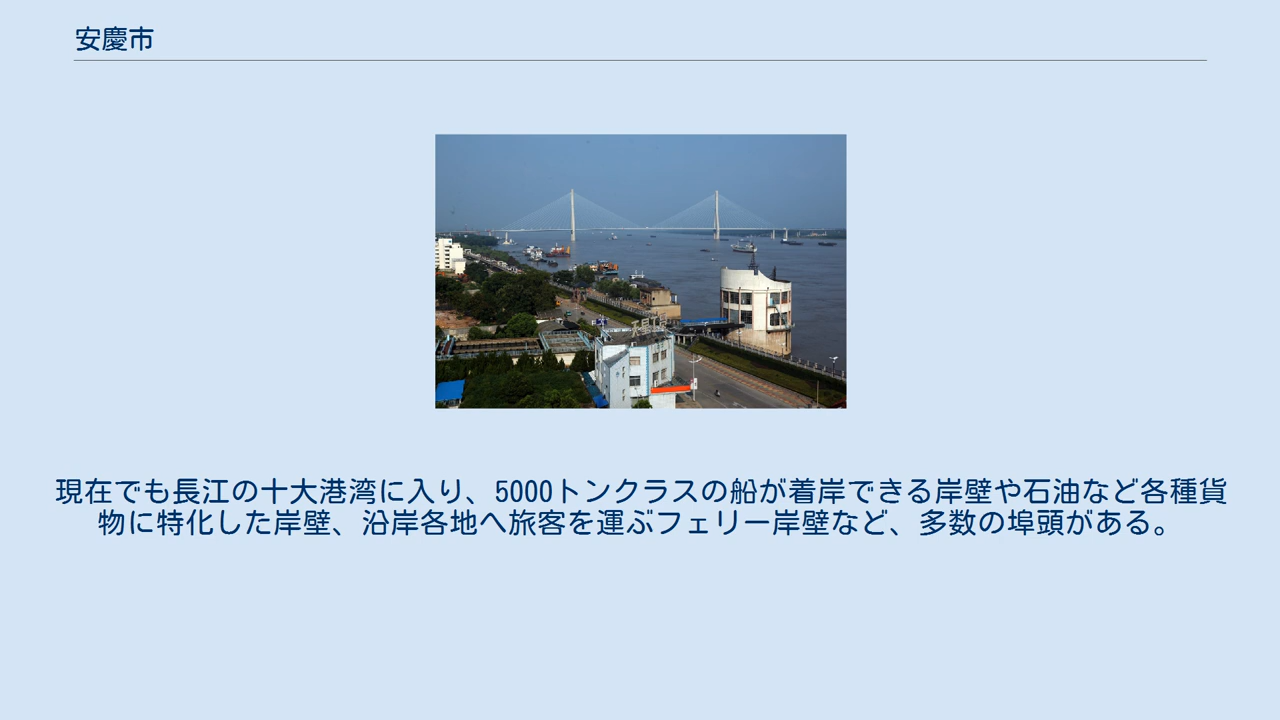 安慶市
現在でも長江の十大港湾に入り、5000トンクラスの船が着岸できる岸壁や石油など各種貨
物に特化した岸壁、沿岸各地へ旅客を運ぶフェリー岸壁など、多数の埠頭がある。